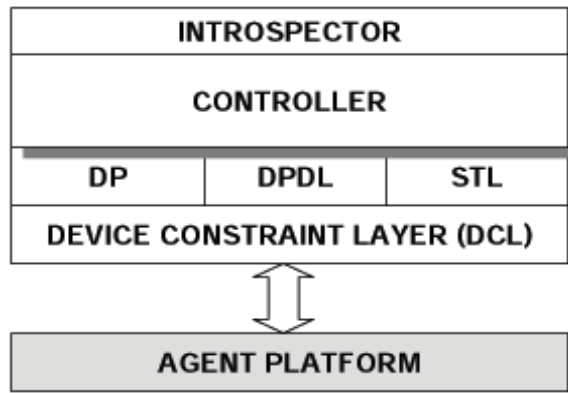 INTROSPECTOR
CONTROLLER
DP DPDL STL
DEVICE CONSTRAINT LAYER (DCL)
AGENT PLATFORM